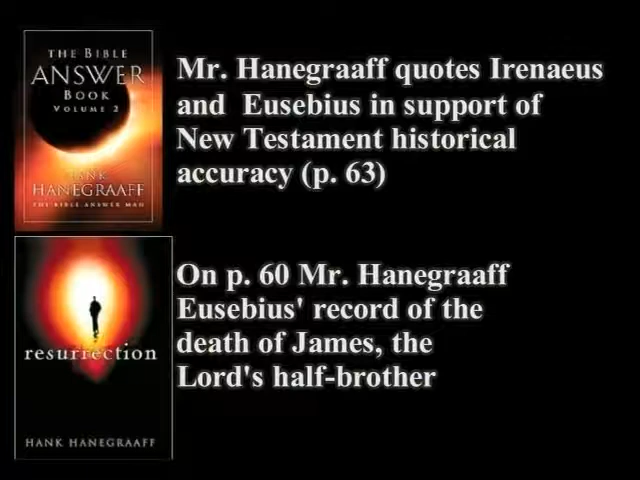 THE BIBLE
ANSWER
BOOK
VOLUME 2
HANK
HANEGRAAFF
THE BIBLE ANSWER MAN
Mr. Hanegraaff quotes Irenaeus
and Eusebius in support of
New Testament historical
accuracy (p. 63)
resurrection
HANK HANEGRAAFF
On p. 60 Mr. Hanegraaff
Eusebius' record of the
death of James, the
Lord's half-brother